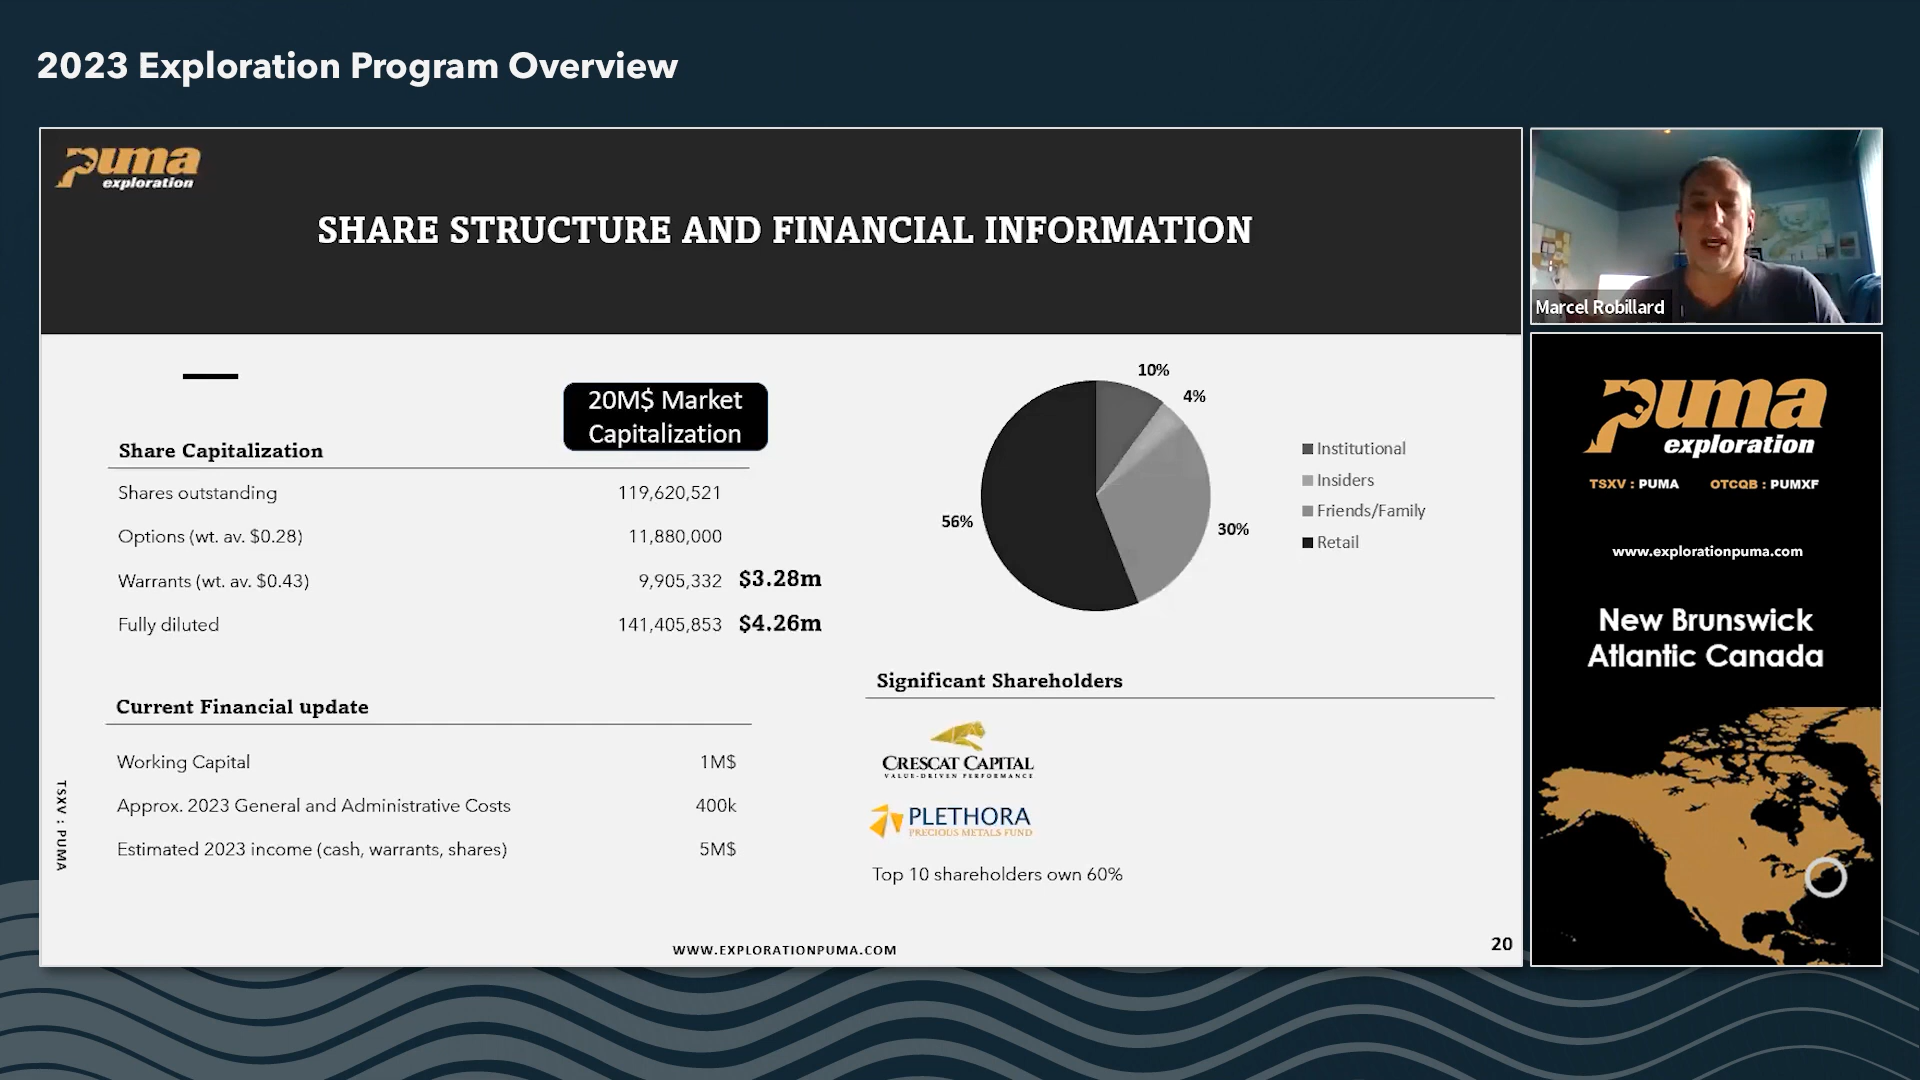 2023 Exploration Program Overview
puma
exploration
SHARE STRUCTURE AND FINANCIAL INFORMATION
20M$ Market
Capitalization
Share Capitalization
Shares outstanding 119,620,521
Options (wt. av. $0.28) 11,880,000
Warrants (wt. av. $0.43) 9,905,332 $3.28m
Fully diluted 141,405,853 $4.26m
Current Financial update
Working Capital 1M$
Approx. 2023 General and Administrative Costs 400k
Estimated 2023 income (cash, warrants, shares) 5M$
TSXV : PUMA
10%
4%
30%
56%
Institutional
Insiders
Friends/Family
Retail
Significant Shareholders
CRESCAT CAPITAL
VALUE-DRIVEN PERFORMANCE
PLETHORA
PRECIOUS METALS FUND
Top 10 shareholders own 60%
WWW.EXPLORATIONPUMA.COM
20
Marcel Robillard
puma
exploration
TSXV : PUMA OTCQB : PUMXF
www.explorationpuma.com
New Brunswick
Atlantic Canada